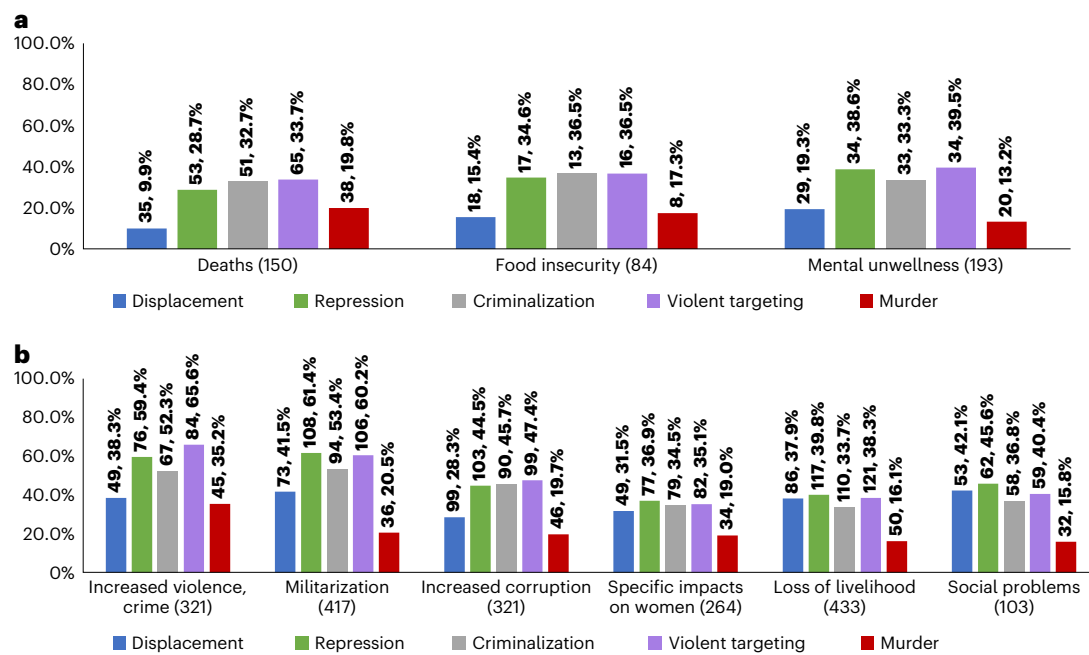 a
100.0%
80.0%
60.0%
40.0%
20.0%
0%
35, 9.9%
53, 28.7%
51, 32.7%
65, 33.7%
38, 19.8%
18, 15.4%
17, 34.6%
13, 36.5%
16, 36.5%
8, 17.3%
29, 19.3%
34, 38.6%
33, 33.3%
34, 39.5%
20, 13.2%
Deaths (150)
Food insecurity (84)
Mental unwellness (193)
Displacement
Repression
Criminalization
Violent targeting
Murder
b
100.0%
80.0%
60.0%
40.0%
20.0%
0%
49, 38.3%
76, 59.4%
67, 52.3%
84, 65.6%
45, 35.2%
73, 41.5%
108, 61.4%
94, 53.4%
106, 60.2%
36, 20.5%
99, 28.3%
103, 44.5%
90, 45.7%
99, 47.4%
46, 19.7%
49, 31.5%
77, 36.9%
79, 34.5%
82, 35.1%
34, 19.0%
86, 37.9%
117, 39.8%
110, 33.7%
121, 38.3%
50, 16.1%
53, 42.1%
62, 45.6%
58, 36.8%
59, 40.4%
32, 15.8%
Increased violence,
crime (321)
Militarization
(417)
Increased corruption
(321)
Specific impacts
on women (264)
Loss of livelihood
(433)
Social problems
(103)
Displacement
Repression
Criminalization
Violent targeting
Murder